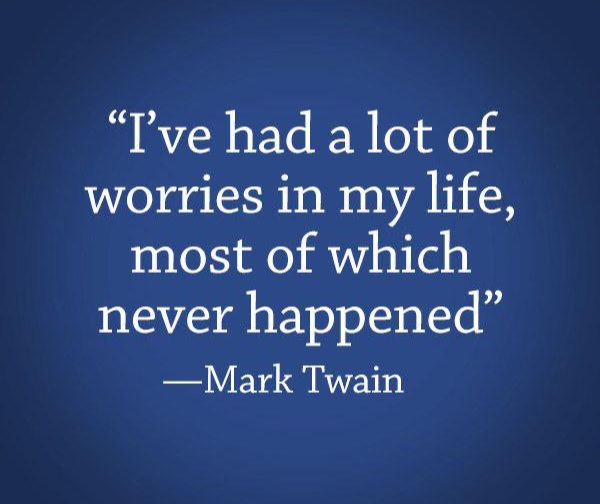 “I’ve had a lot of
worries in my life,
most of which
never happened”
—Mark Twain